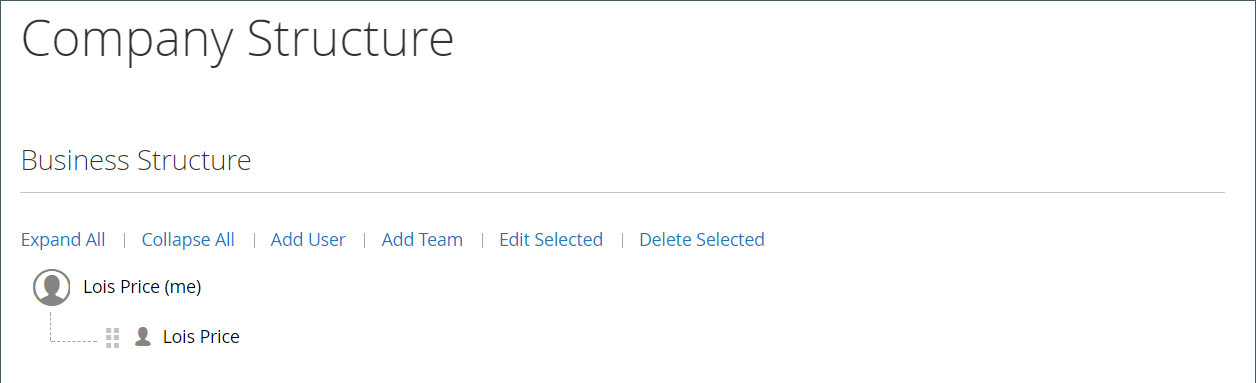 Company Structure
Business Structure
Expand All | Collapse All | Add User | Add Team | Edit Selected | Delete Selected
Lois Price (me)
Lois Price